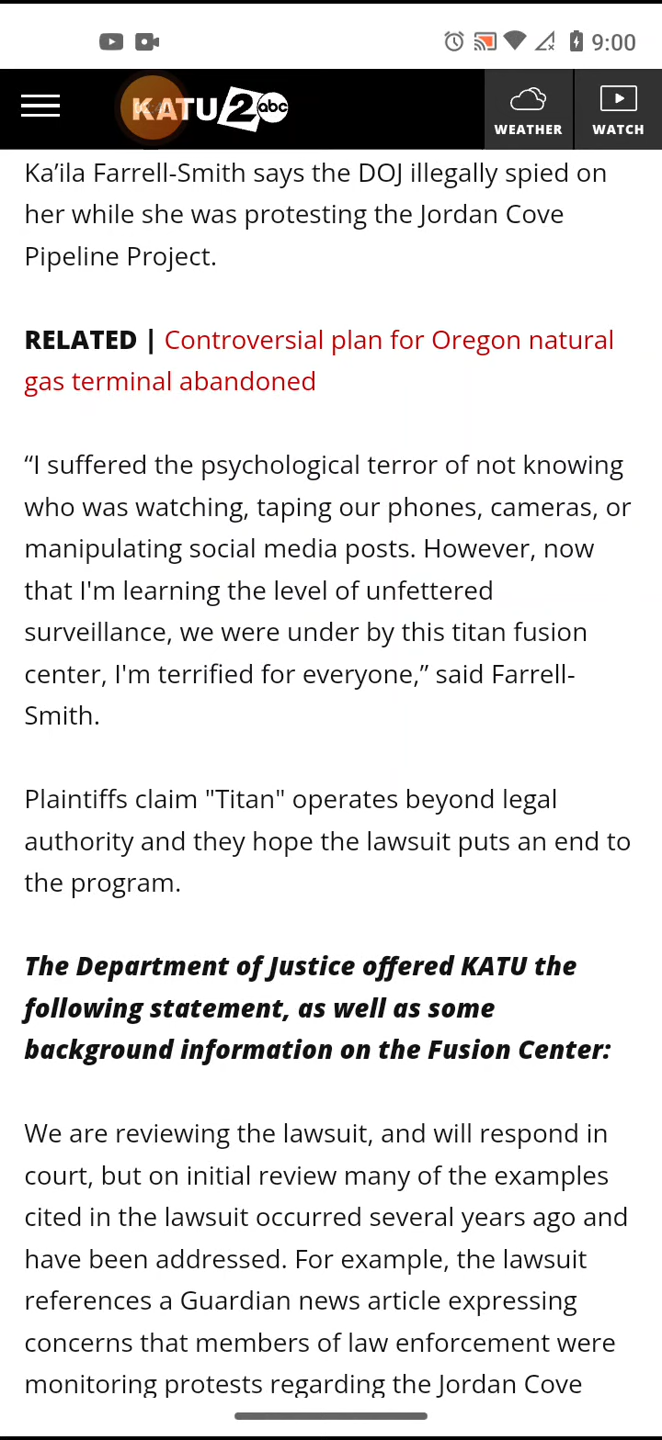 9:00
KATU2 abc
WEATHER
WATCH
Ka’ila Farrell-Smith says the DOJ illegally spied on
her while she was protesting the Jordan Cove
Pipeline Project.
RELATED | Controversial plan for Oregon natural
gas terminal abandoned
“I suffered the psychological terror of not knowing
who was watching, taping our phones, cameras, or
manipulating social media posts. However, now
that I'm learning the level of unfettered
surveillance, we were under by this titan fusion
center, I'm terrified for everyone,” said Farrell-
Smith.
Plaintiffs claim "Titan" operates beyond legal
authority and they hope the lawsuit puts an end to
the program.
The Department of Justice offered KATU the
following statement, as well as some
background information on the Fusion Center:
We are reviewing the lawsuit, and will respond in
court, but on initial review many of the examples
cited in the lawsuit occurred several years ago and
have been addressed. For example, the lawsuit
references a Guardian news article expressing
concerns that members of law enforcement were
monitoring protests regarding the Jordan Cove